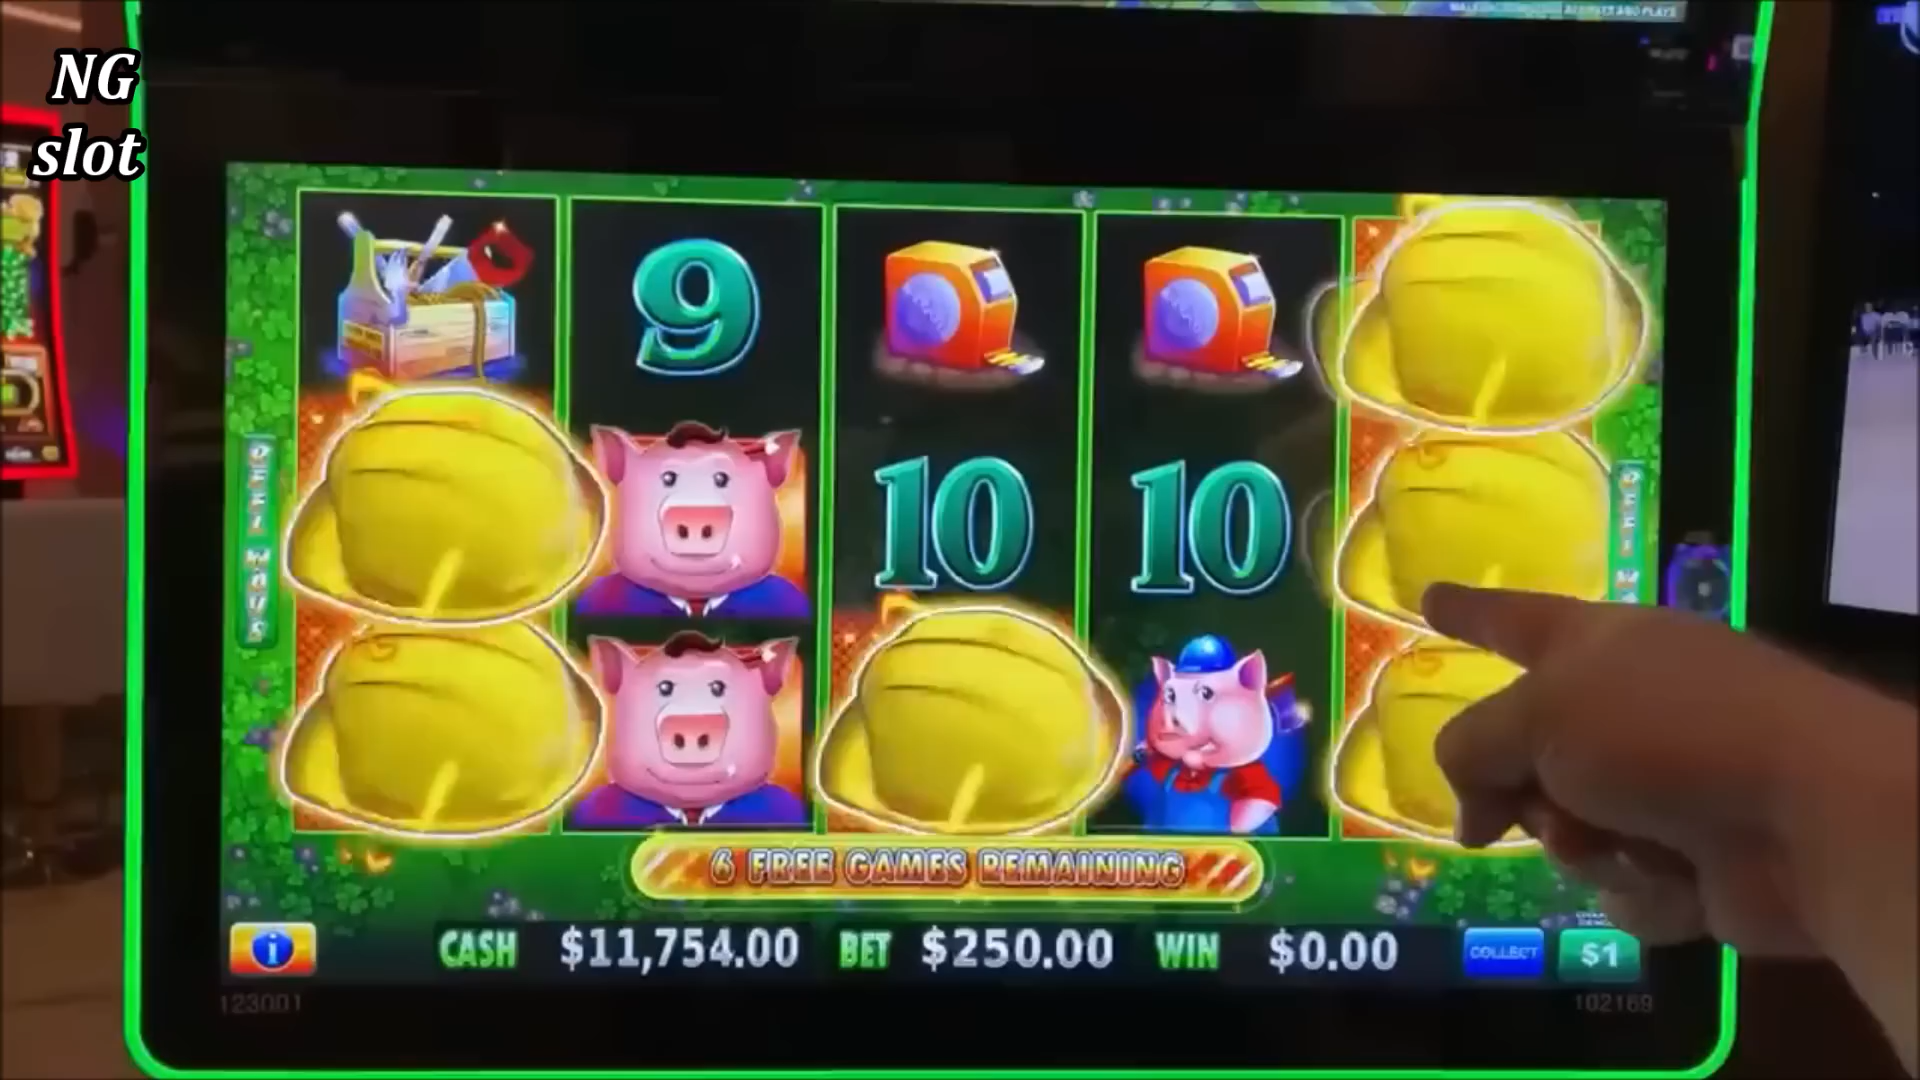 NG
slot
9
10
10
6 FREE GAMES REMAINING
CASH $11,754.00 BET $250.00 WIN $0.00 COLLECT $1
123001
102169